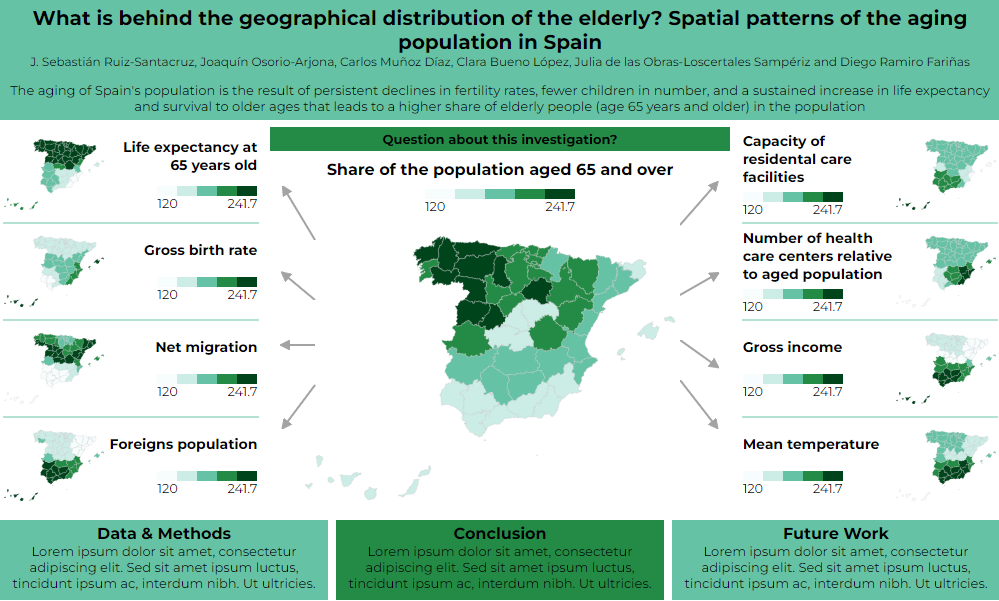 What is behind the geographical distribution of the elderly? Spatial patterns of the aging
population in Spain
J. Sebastián Ruiz-Santacruz, Joaquín Osorio-Arjona, Carlos Muñoz Díaz, Clara Bueno López, Julia de las Obras-Loscertales Sampériz and Diego Ramiro Fariñas
The aging of Spain's population is the result of persistent declines in fertility rates, fewer children in number, and a sustained increase in life expectancy
and survival to older ages that leads to a higher share of elderly people (age 65 years and older) in the population
Life expectancy at
65 years old
120 241.7
Gross birth rate
120 241.7
Net migration
120 241.7
Foreigns population
120 241.7
Question about this investigation?
Share of the population aged 65 and over
120 241.7
Capacity of
residental care
facilities
120 241.7
Number of health
care centers relative
to aged population
120 241.7
Gross income
120 241.7
Mean temperature
120 241.7
Data & Methods
Lorem ipsum dolor sit amet, consectetur
adipiscing elit. Sed sit amet ipsum luctus,
tincidunt ipsum ac, interdum nibh. Ut ultricies.
Conclusion
Lorem ipsum dolor sit amet, consectetur
adipiscing elit. Sed sit amet ipsum luctus,
tincidunt ipsum ac, interdum nibh. Ut ultricies.
Future Work
Lorem ipsum dolor sit amet, consectetur
adipiscing elit. Sed sit amet ipsum luctus,
tincidunt ipsum ac, interdum nibh. Ut ultricies.